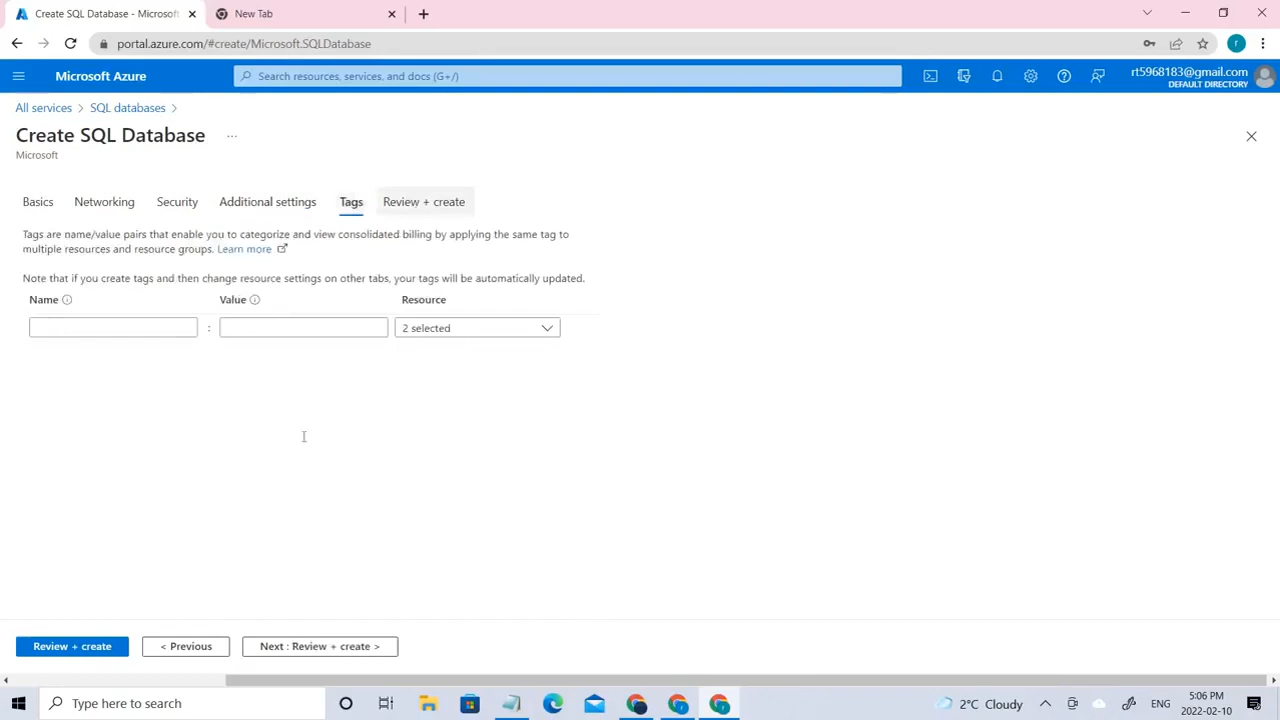 Create SQL Database - Microsoft
New Tab
portal.azure.com/#create/Microsoft.SQLDatabase
Microsoft Azure
Search resources, services, and docs (G+/)
rt5968183@gmail.com
DEFAULT DIRECTORY
All services > SQL databases >
Create SQL Database ...
Microsoft
Basics Networking Security Additional settings Tags Review + create
Tags are name/value pairs that enable you to categorize and view consolidated billing by applying the same tag to
multiple resources and resource groups. Learn more
Note that if you create tags and then change resource settings on other tabs, your tags will be automatically updated.
Name Value Resource
: 2 selected
Review + create < Previous Next : Review + create >
Type here to search
2°C Cloudy
ENG
5:06 PM
2022-02-10